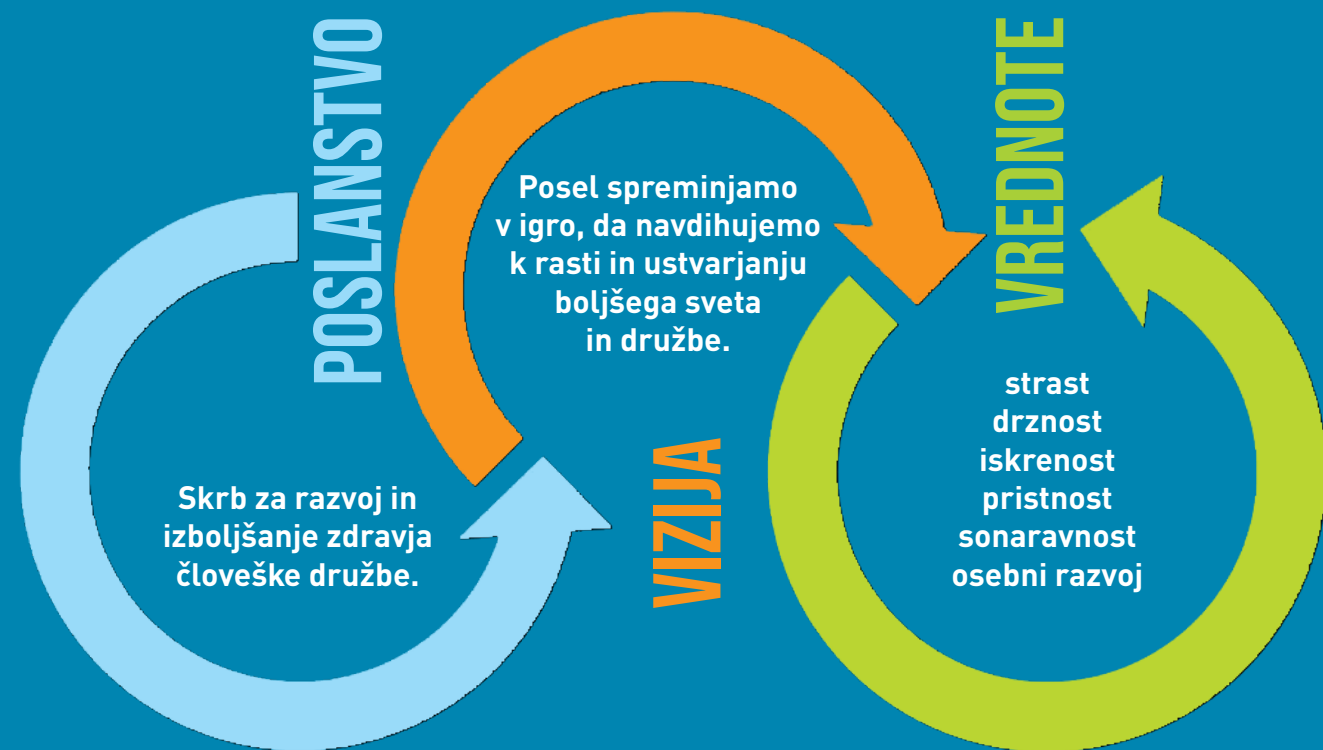 POSLANSTVO
Skrb za razvoj in
izboljšanje zdravja
človeške družbe.
VIZIJA
Posel spreminjamo
v igro, da navdihujemo
k rasti in ustvarjanju
boljšega sveta
in družbe.
VREDNOTE
strast
drznost
iskrenost
pristnost
sonaravnost
osebni razvoj